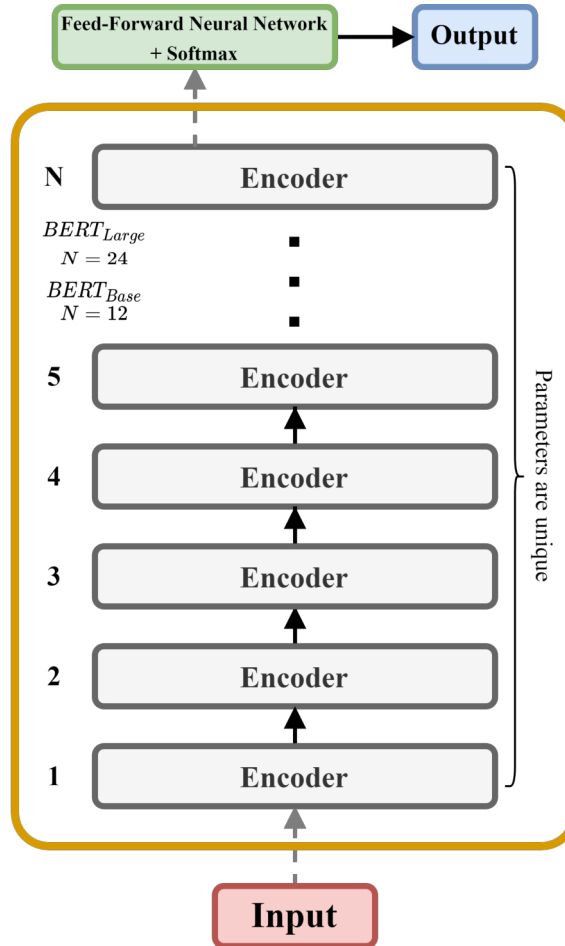 Feed-Forward Neural Network
+ Softmax
Output
N
Encoder
BERT_Large
N = 24
BERT_Base
N = 12
5
Encoder
4
Encoder
3
Encoder
2
Encoder
1
Encoder
Parameters are unique
Input